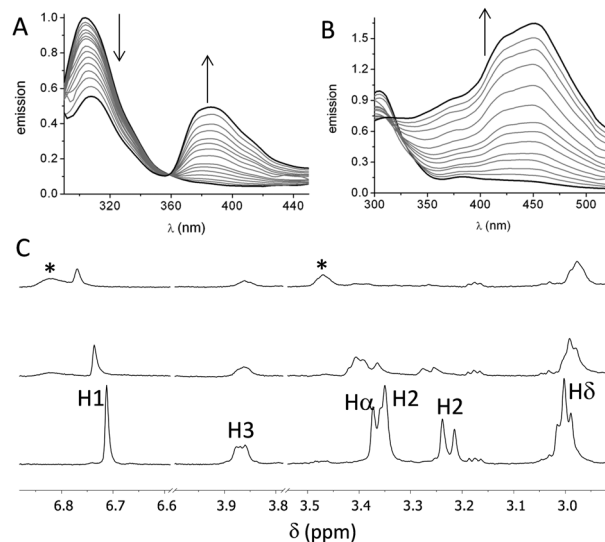 A
B
emission
1.0
0.8
0.6
0.4
0.2
0.0
320
360
400
440
λ (nm)
emission
1.5
1.2
0.9
0.6
0.3
0.0
300
350
400
450
500
λ (nm)
C
*
*
H1
H3
Hα
H2
H2
Hδ
6.8
6.7
6.6
4.0
3.9
3.8
3.5
3.4
3.3
3.2
3.1
3.0
δ (ppm)